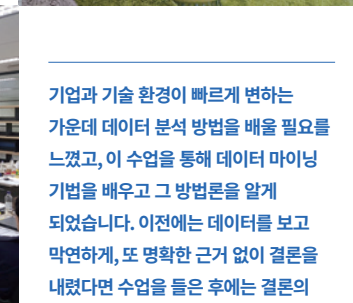 기업과 기술 환경이 빠르게 변하는
가운데 데이터 분석 방법을 배울 필요를
느꼈고, 이 수업을 통해 데이터 마이닝
기법을 배우고 그 방법론을 알게
되었습니다. 이전에는 데이터를 보고
막연하게, 또 명확한 근거 없이 결론을
내렸다면 수업을 들은 후에는 결론의